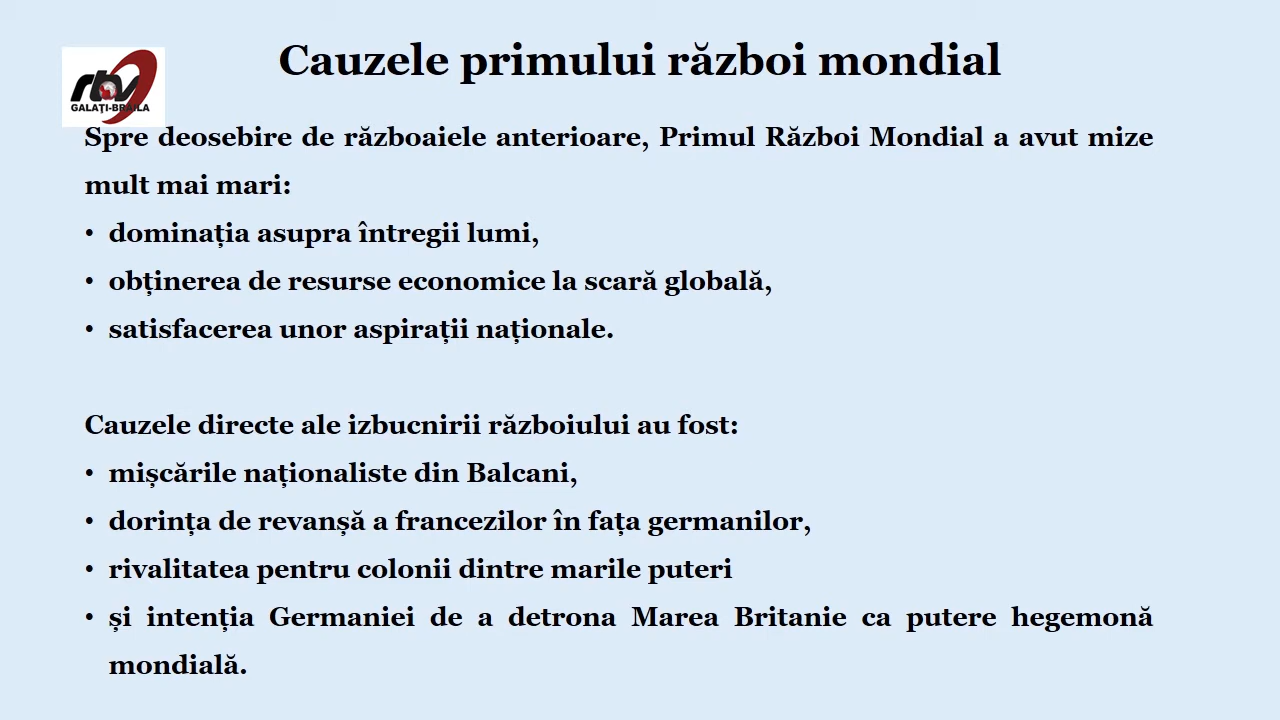 Cauzele primului război mondial
rtv
GALAȚI-BRAILA
Spre deosebire de războaiele anterioare, Primul Război Mondial a avut mize
mult mai mari:
• dominația asupra întregii lumi,
• obținerea de resurse economice la scară globală,
• satisfacerea unor aspirații naționale.
Cauzele directe ale izbucnirii războiului au fost:
• mișcările naționaliste din Balcani,
• dorința de revanșă a francezilor în fața germanilor,
• rivalitatea pentru colonii dintre marile puteri
• și intenția Germaniei de a detrona Marea Britanie ca putere hegemonă
mondială.